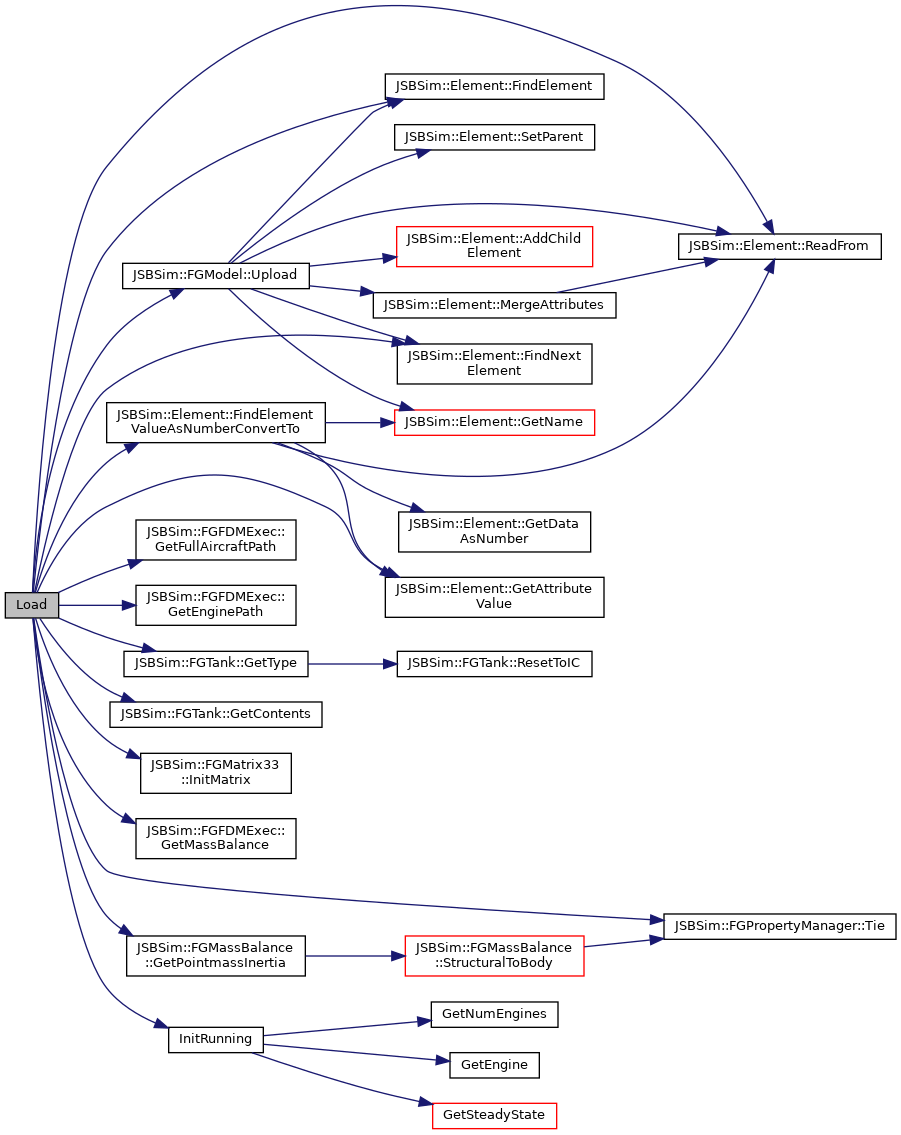 JSBSim::Element::FindElement
JSBSim::Element::SetParent
JSBSim::Element::AddChild
Element
JSBSim::Element::ReadFrom
JSBSim::FGModel::Upload
JSBSim::Element::MergeAttributes
JSBSim::Element::FindNext
Element
JSBSim::Element::FindElement
ValueAsNumberConvertTo
JSBSim::Element::GetName
JSBSim::Element::GetData
AsNumber
JSBSim::FGFDMExec::
GetFullAircraftPath
JSBSim::Element::GetAttribute
Value
JSBSim::FGFDMExec::
GetEnginePath
Load
JSBSim::FGTank::GetType
JSBSim::FGTank::ResetToIC
JSBSim::FGTank::GetContents
JSBSim::FGMatrix33
::InitMatrix
JSBSim::FGFDMExec::
GetMassBalance
JSBSim::FGPropertyManager::Tie
JSBSim::FGMassBalance
::GetPointmassInertia
JSBSim::FGMassBalance
::StructuralToBody
GetNumEngines
InitRunning
GetEngine
GetSteadyState